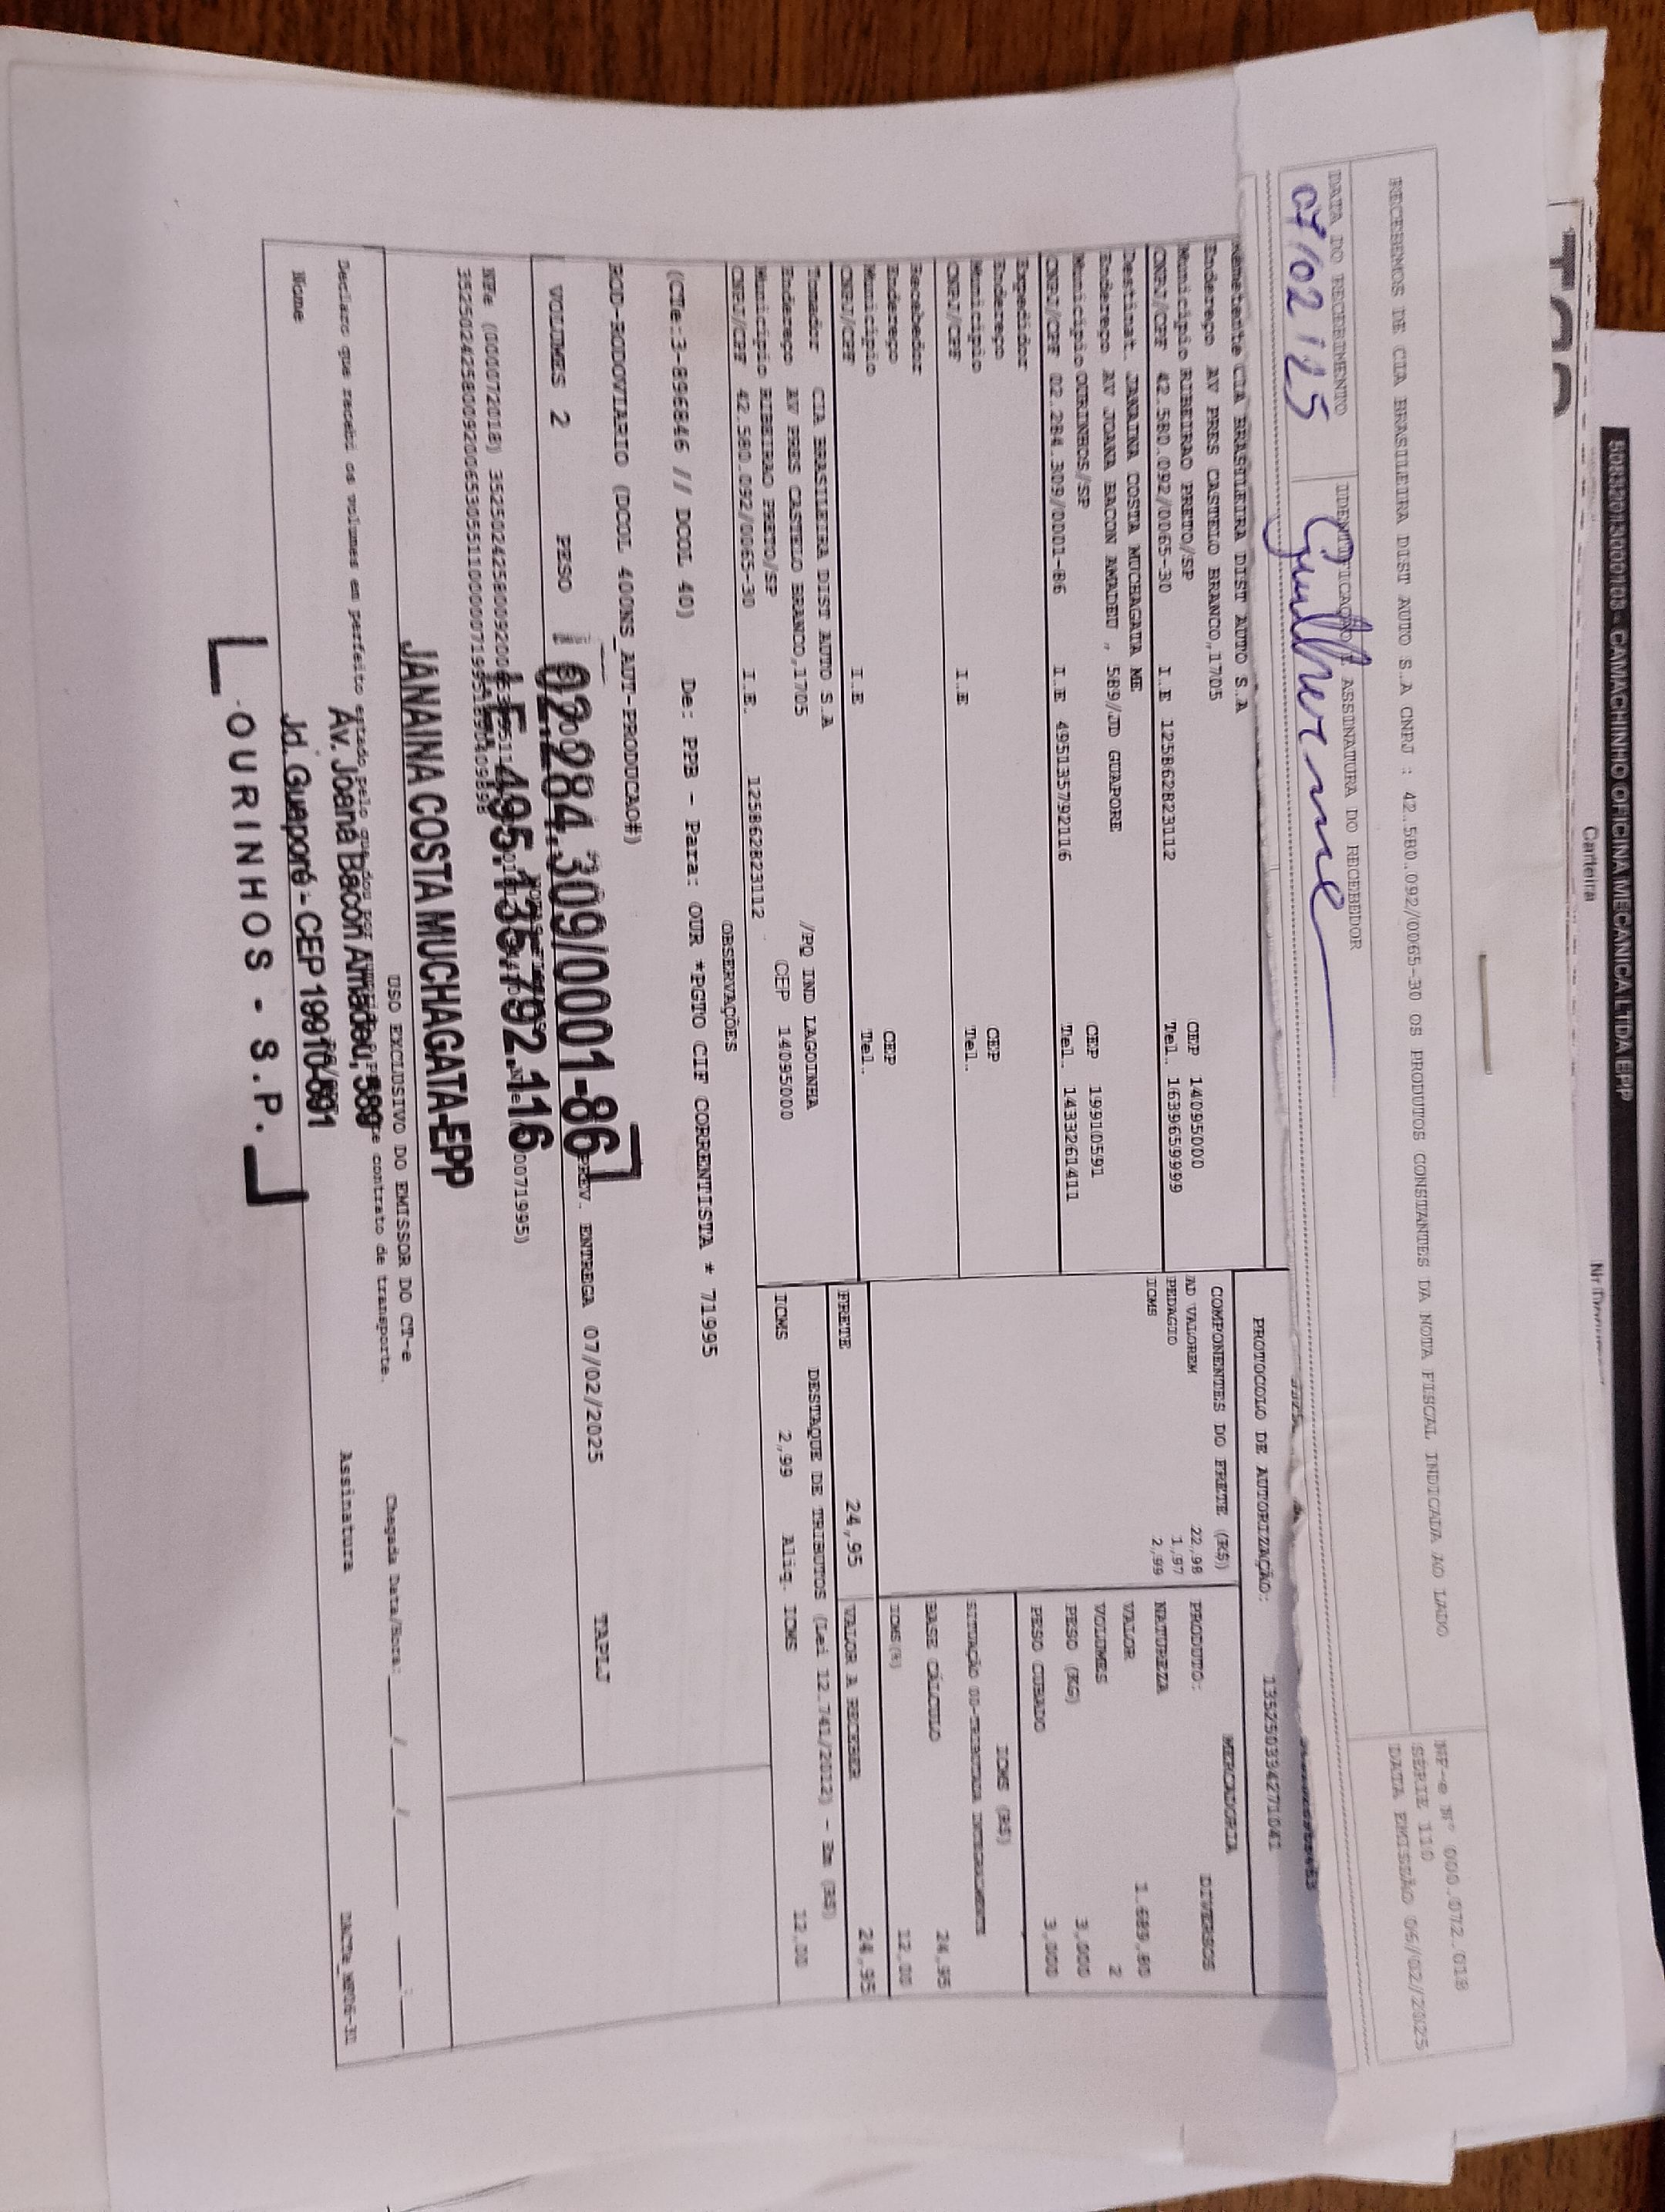 50832013000103 - CAMACHINHO OFICINA MECANICA LTDA EPP
Carteira
RECEBEMOS DE CIA BRASILEIRA DIST AUTO S.A CNPJ : 42.580.092/0065-30 OS PRODUTOS CONSTANTES DA NOTA FISCAL INDICADA AO LADO
NF-e Nº 000.072.018
SERIE 110
DATA EMISSÃO 06/02/2025
DATA DO RECEBIMENTO
IDENTIFICAÇÃO E ASSINATURA DO RECEBEDOR
07/02/25
Guilherme
PROTOCOLO DE AUTORIZAÇÃO: 135250334271041
Remetente CIA BRASILEIRA DIST AUTO S.A
Endereço AV PRES CASTELO BRANCO,1705
Município RIBEIRAO PRETO/SP CEP 14095000
CNPJ/CPF 42.580.092/0065-30 I.E 125862823112 Tel. 1639659999
Destinat. JANAINA COSTA MUCHAGATA ME
Endereço AV JOANA BACON AMADEU , 589/JD GUAPORE
Município OURINHOS/SP CEP 19910591
CNPJ/CPF 02.284.309/0001-86 I.E 495135792116 Tel. 1433261411
Expedidor
Endereço
Município CEP
CNPJ/CPF I.E Tel.
Recebedor
Endereço
Município CEP
CNPJ/CPF I.E Tel.
Tomador CIA BRASILEIRA DIST AUTO S.A
Endereço AV PRES CASTELO BRANCO,1705 /PQ IND LAGOINHA
Município RIBEIRAO PRETO/SP CEP 14095000
CNPJ/CPF 42.580.092/0065-30 I.E. 125862823112
COMPONENTES DO FRETE (R$)
AD VALOREM 22,98
PEDAGIO 1,97
ICMS 2,99
MERCADORIA
PRODUTO: DIVERSOS
NATUREZA
VALOR
VOLUMES 2
PESO (KG) 3,000
PESO CUBADO 3,000
ICMS (R$)
SITUAÇÃO 00-TRIBUTADA INTEGRALMENTE
BASE CÁLCULO 24,95
ICMS(%) 12,00
FRETE 24,95
VALOR A RECEBER 24,95
DESTAQUE DE TRIBUTOS (Lei 12.741/2012) - Em (R$)
ICMS 2,99 Aliq. ICMS 12,00
OBSERVAÇÕES
(CTe:3-896846 // DCOL 40) De: PPB - Para: OUR *PGTO CIF CORRENTISTA * 71995
ROD-RODOVIARIO (DCOL 400NS_AUT-PRODUCAO#)
VOLUMES 2 PESO
PREV. ENTREGA 07/02/2025
TAPLJ
02.284.309/0001-86
I.E. 495.135.792.116
JANAINA COSTA MUCHAGATA-EPP
Av. Joana Bacon Amadeu, 589
Jd. Guaporé - CEP 19910-591
OURINHOS - S.P.
USO EXCLUSIVO DO EMISSOR DO CT-e
Chegada Data/Hora: / /
Declaro que recebi os volumes em perfeito estado pelo que dou por contrato de transporte.
Nome
Assinatura